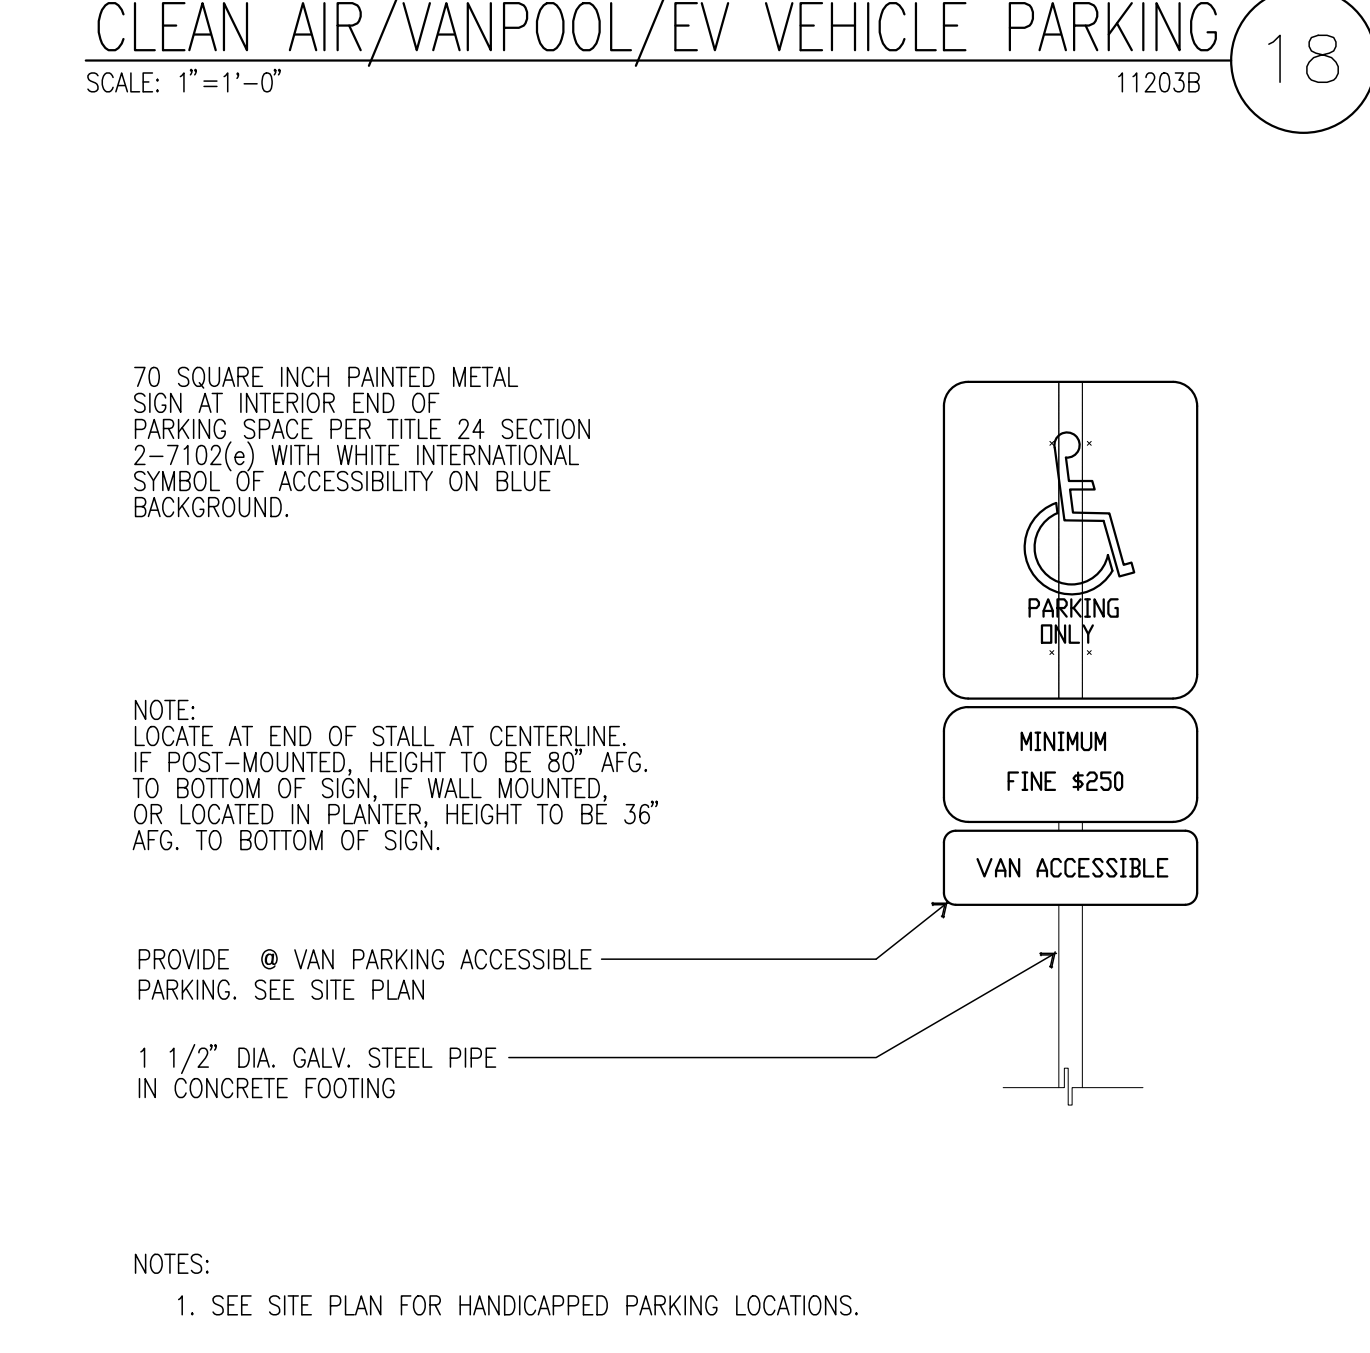 CLEAN AIR/VANPOOL/EV VEHICLE PARKING
18
SCALE: 1"=1'-0"
11203B
70 SQUARE INCH PAINTED METAL
SIGN AT INTERIOR END OF
PARKING SPACE PER TITLE 24 SECTION
2-7102(e) WITH WHITE INTERNATIONAL
SYMBOL OF ACCESSIBILITY ON BLUE
BACKGROUND.
PARKING
ONLY
NOTE:
LOCATE AT END OF STALL AT CENTERLINE.
IF POST-MOUNTED, HEIGHT TO BE 80" AFG.
TO BOTTOM OF SIGN, IF WALL MOUNTED,
OR LOCATED IN PLANTER, HEIGHT TO BE 36"
AFG. TO BOTTOM OF SIGN.
MINIMUM
FINE $250
VAN ACCESSIBLE
PROVIDE @ VAN PARKING ACCESSIBLE
PARKING. SEE SITE PLAN
1 1/2" DIA. GALV. STEEL PIPE
IN CONCRETE FOOTING
NOTES:
1. SEE SITE PLAN FOR HANDICAPPED PARKING LOCATIONS.